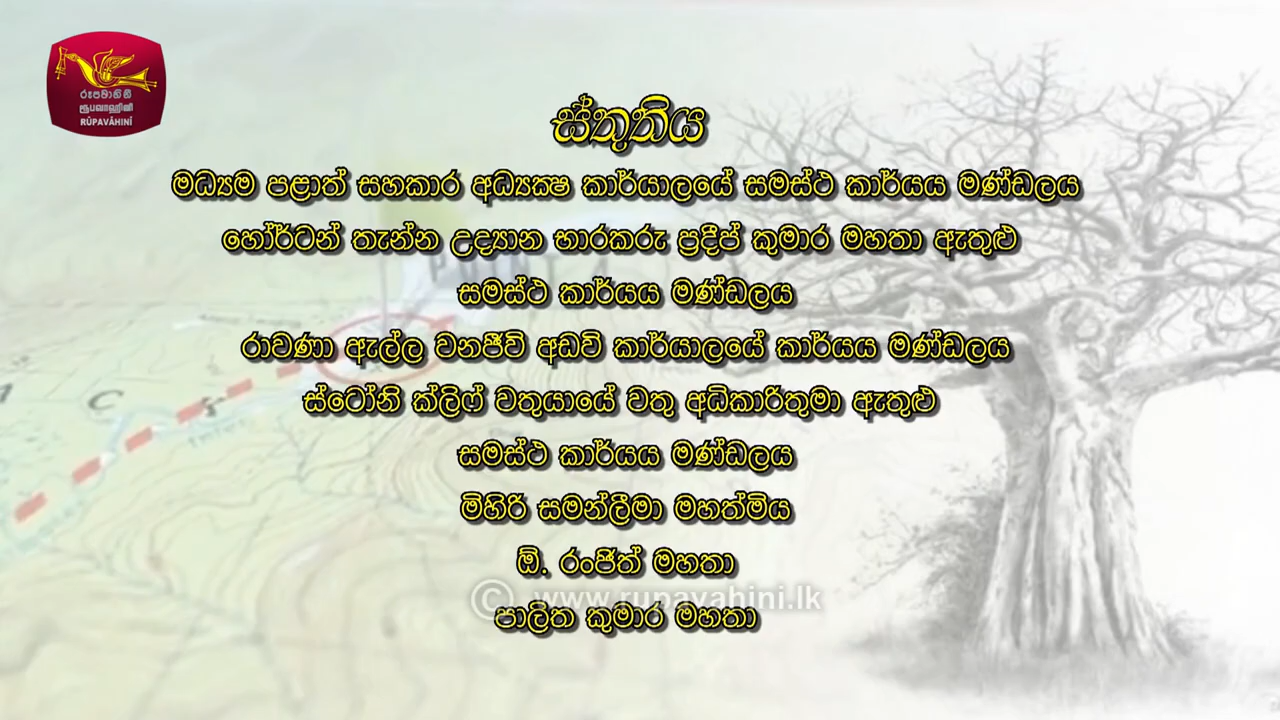 රූපවාහිනී
ரூபவாஹினி
RŪPAVĀHINÍ
ස්තූතිය
මධ්‍යම පළාත් සහකාර අධ්‍යක්ෂ කාර්යාලයේ සමස්ථ කාර්යය මණ්ඩලය
හෝර්ටන් තැන්න උද්‍යාන භාරකරු ප්‍රදීප් කුමාර මහතා ඇතුළු
සමස්ථ කාර්යය මණ්ඩලය
රාවණා ඇල්ල වනජීවි අඩවි කාර්යාලයේ කාර්යය මණ්ඩලය
ස්ටෝනි ක්ලිෆ් වතුයායේ වතු අධිකාරිතුමා ඇතුළු
සමස්ථ කාර්යය මණ්ඩලය
මිහිරි සමන්ලීමා මහත්මිය
ඕ. රංජිත් මහතා
© www.rupavahini.lk
පාලිත කුමාර මහතා